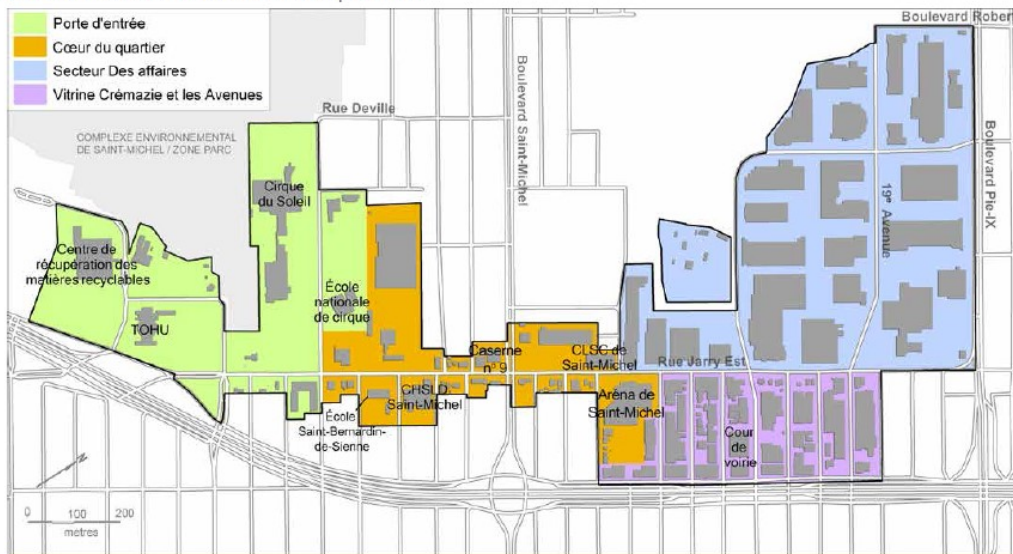 Porte d'entrée
Cœur du quartier
Secteur Des affaires
Vitrine Crémazie et les Avenues
Boulevard Robert
Rue Deville
COMPLEXE ENVIRONNEMENTAL
DE SAINT-MICHEL / ZONE PARC
Boulevard Saint-Michel
Boulevard Pie-IX
19e Avenue
Cirque
du Soleil
Centre de
récupération des
matières recyclables
École
nationale
de cirque
TOHU
Caserne
no 9
CLSC de
Saint-Michel
Rue Jarry Est
CHSLD
Saint-Michel
Aréna de
Saint-Michel
École
Saint-Bernardin-
de-Sienne
Cour
de
voirie
0 100 200
metres